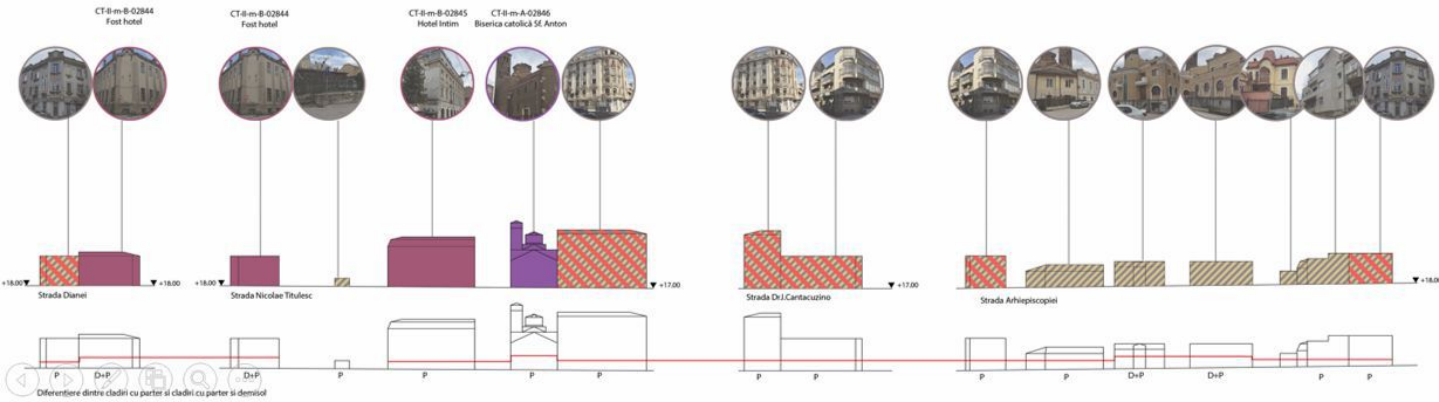 CT-II-m-B-02844
Fost hotel
CT-II-m-B-02844
Fost hotel
CT-II-m-B-02845
Hotel Intim
CT-II-m-A-02846
Biserica catolică Sf. Anton
+18.00
+18.00
+18.00
+17.00
+17.00
+18.00
Strada Dianei
Strada Nicolae Titulesc
Strada Dr.I.Cantacuzino
Strada Arhiepiscopiei
P
D+P
D+P
P
P
P
P
P
P
P
P
D+P
D+P
P
P
Diferentiere dintre cladiri cu parter si cladiri cu parter si demisol